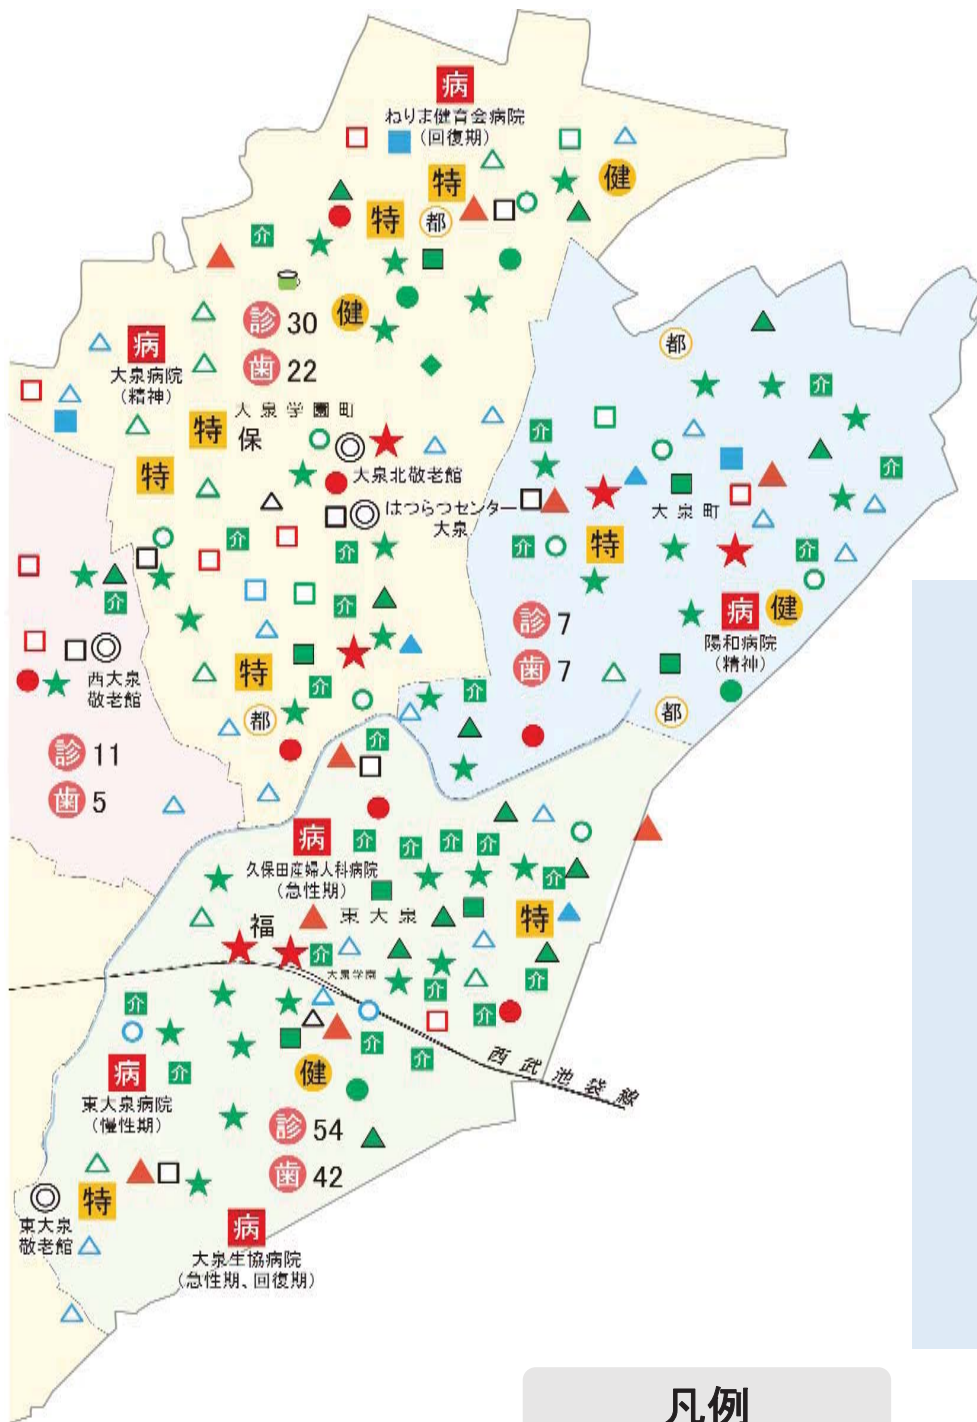 病
ねりま健育会病院
(回復期)
健
特
特
都
介
診 30
健
歯 22
病
大泉病院
(精神)
大泉学園町
特
保
特
大泉北敬老館
はつらつセンター
大泉
介
介
介
介
西大泉
敬老館
診 11
歯 5
介
特
介
都
都
介
介
介
大泉町
介
特
介
病
健
陽和病院
(精神)
診 7
歯 7
介
都
介
病
久保田産婦人科病院
(急性期)
介
介
介
介
介
東大泉
特
福
介
大泉学園
介
介
介
西武池袋線
介
病
東大泉病院
(慢性期)
介
介
介
健
診 54
歯 42
特
東大泉
敬老館
病
大泉生協病院
(急性期、回復期)
凡例